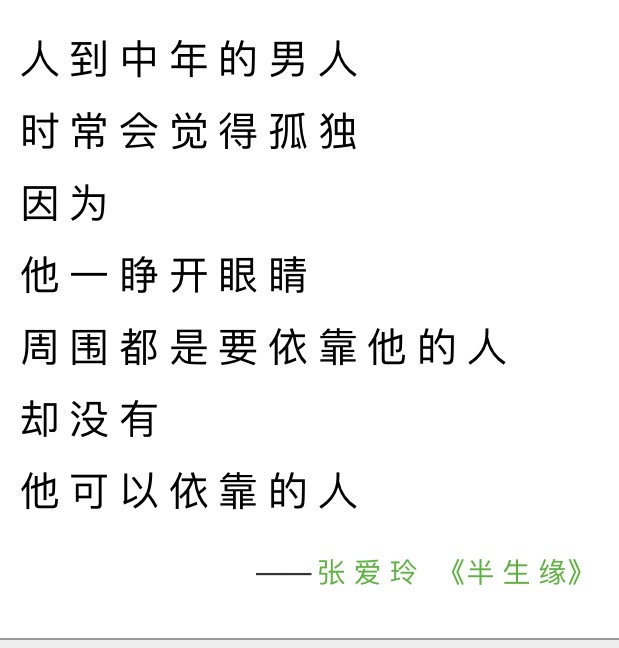 人到中年的男人
时常会觉得孤独
因为
他一睁开眼睛
周围都是要依靠他的人
却没有
他可以依靠的人
——张爱玲 《半生缘》